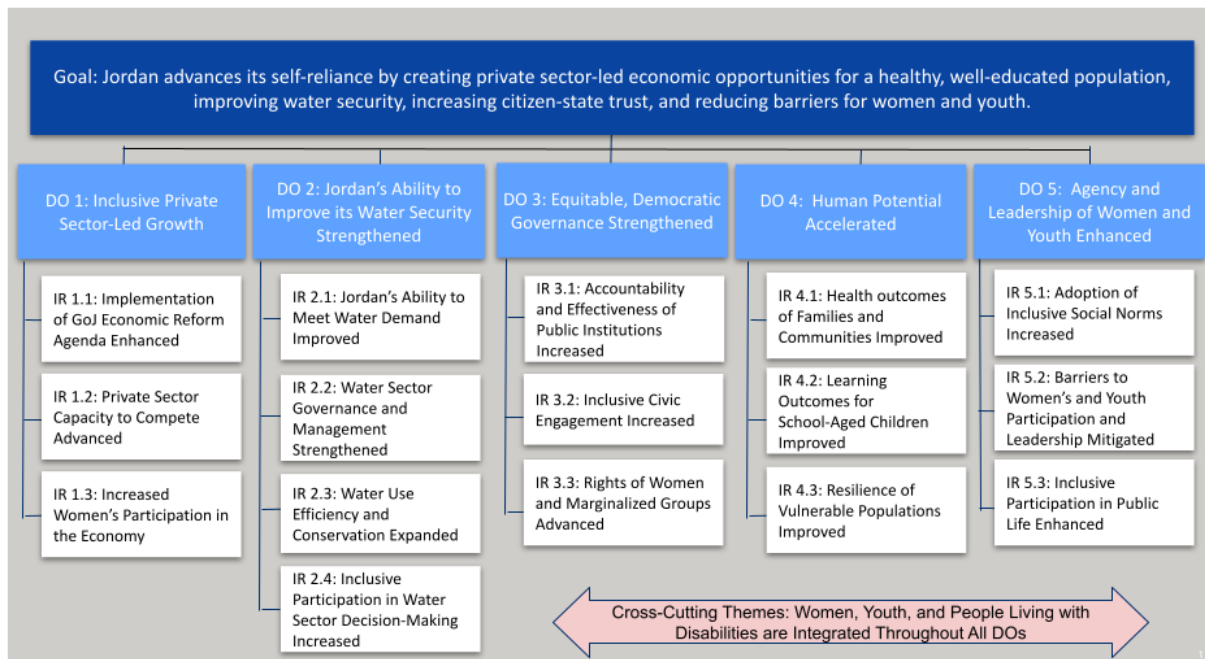 Goal: Jordan advances its self-reliance by creating private sector-led economic opportunities for a healthy, well-educated population,
improving water security, increasing citizen-state trust, and reducing barriers for women and youth.
DO 1: Inclusive Private
Sector-Led Growth
IR 1.1: Implementation
of GoJ Economic Reform
Agenda Enhanced
IR 1.2: Private Sector
Capacity to Compete
Advanced
IR 1.3: Increased
Women's Participation in
the Economy
DO 2: Jordan's Ability to
Improve its Water Security
Strengthened
IR 2.1: Jordan's Ability to
Meet Water Demand
Improved
IR 2.2: Water Sector
Governance and
Management
Strengthened
IR 2.3: Water Use
Efficiency and
Conservation Expanded
IR 2.4: Inclusive
Participation in Water
Sector Decision-Making
Increased
DO 3: Equitable, Democratic
Governance Strengthened
IR 3.1: Accountability
and Effectiveness of
Public Institutions
Increased
IR 3.2: Inclusive Civic
Engagement Increased
IR 3.3: Rights of Women
and Marginalized Groups
Advanced
DO 4: Human Potential
Accelerated
IR 4.1: Health outcomes
of Families and
Communities Improved
IR 4.2: Learning
Outcomes for
School-Aged Children
Improved
IR 4.3: Resilience of
Vulnerable Populations
Improved
DO 5: Agency and
Leadership of Women and
Youth Enhanced
IR 5.1: Adoption of
Inclusive Social Norms
Increased
IR 5.2: Barriers to
Women's and Youth
Participation and
Leadership Mitigated
IR 5.3: Inclusive
Participation in Public
Life Enhanced
Cross-Cutting Themes: Women, Youth, and People Living with
Disabilities are Integrated Throughout All DOs